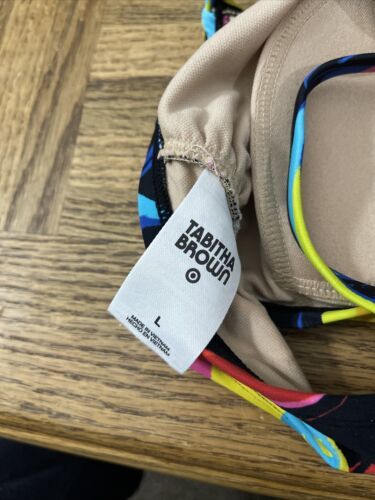 TABITHA
BROWN
L
MADE IN VIETNAM
HECHO EN VIETNAM